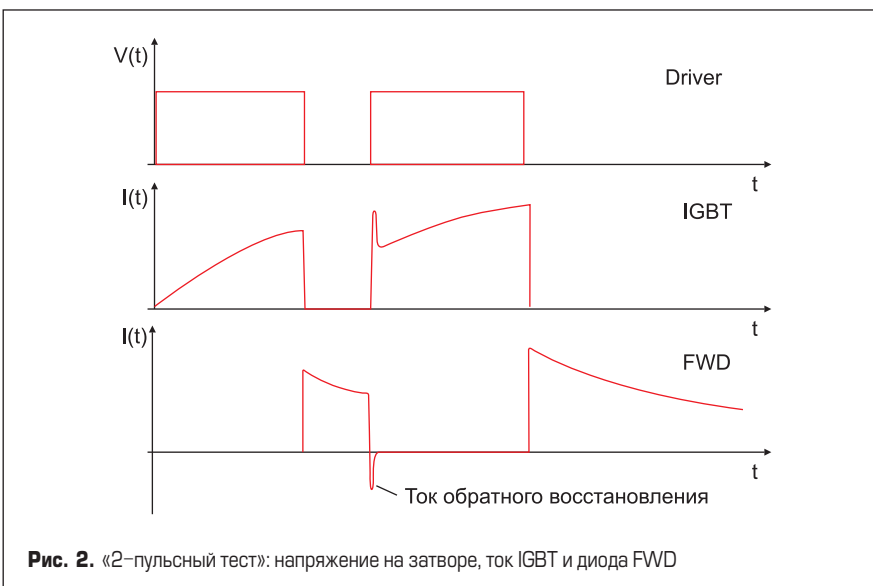 V(t)
Driver
t
I(t)
IGBT
t
I(t)
FWD
t
Ток обратного восстановления
Рис. 2. «2-пульсный тест»: напряжение на затворе, ток IGBT и диода FWD